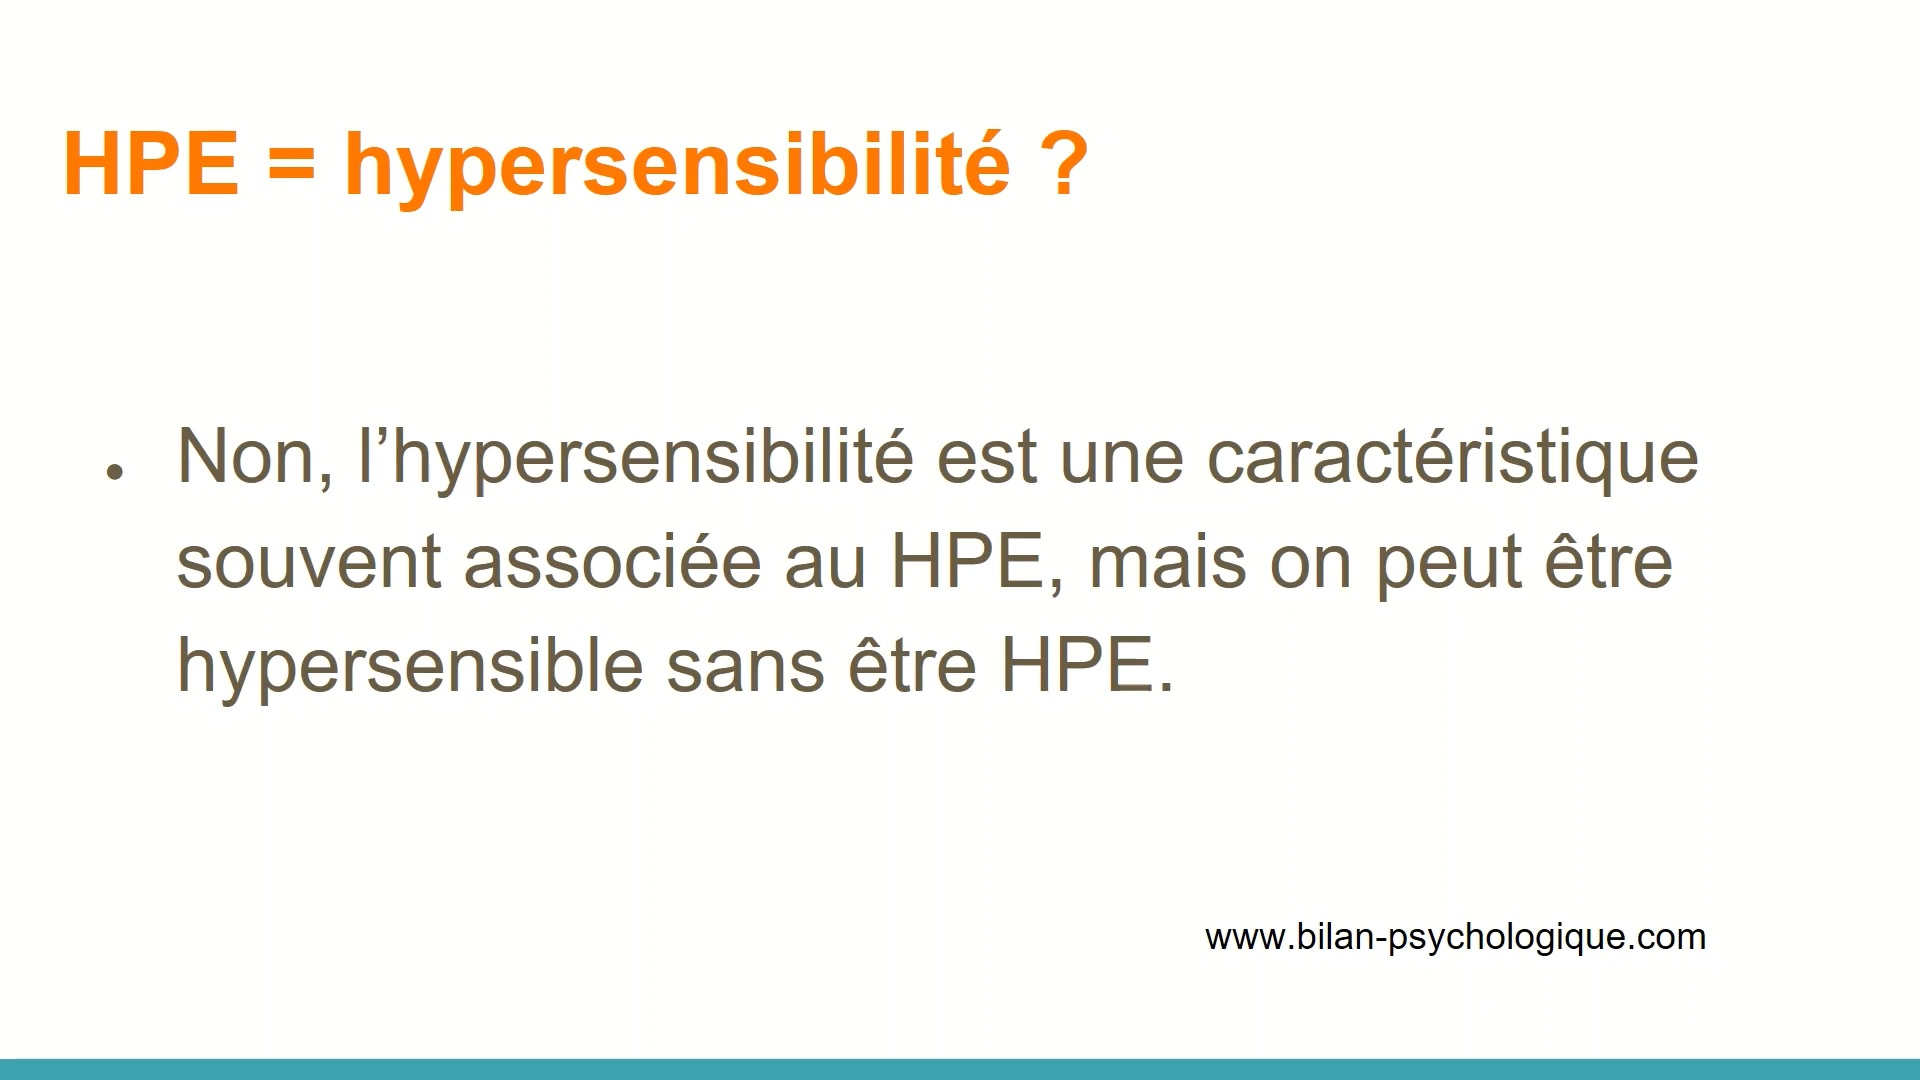 HPE = hypersensibilité ?
• Non, l’hypersensibilité est une caractéristique
souvent associée au HPE, mais on peut être
hypersensible sans être HPE.
www.bilan-psychologique.com